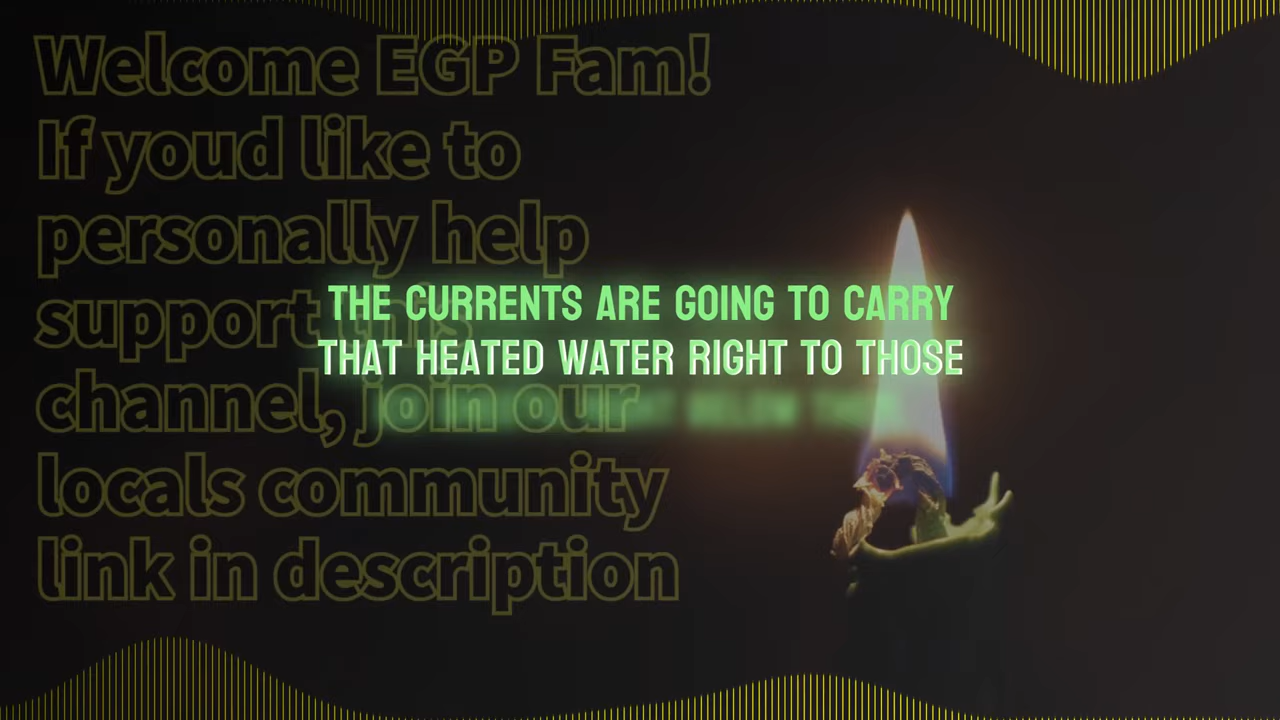 Welcome EGP Fam!
If youd like to
personally help
support this
channel, join our
locals community
link in description
THE CURRENTS ARE GOING TO CARRY
THAT HEATED WATER RIGHT TO THOSE